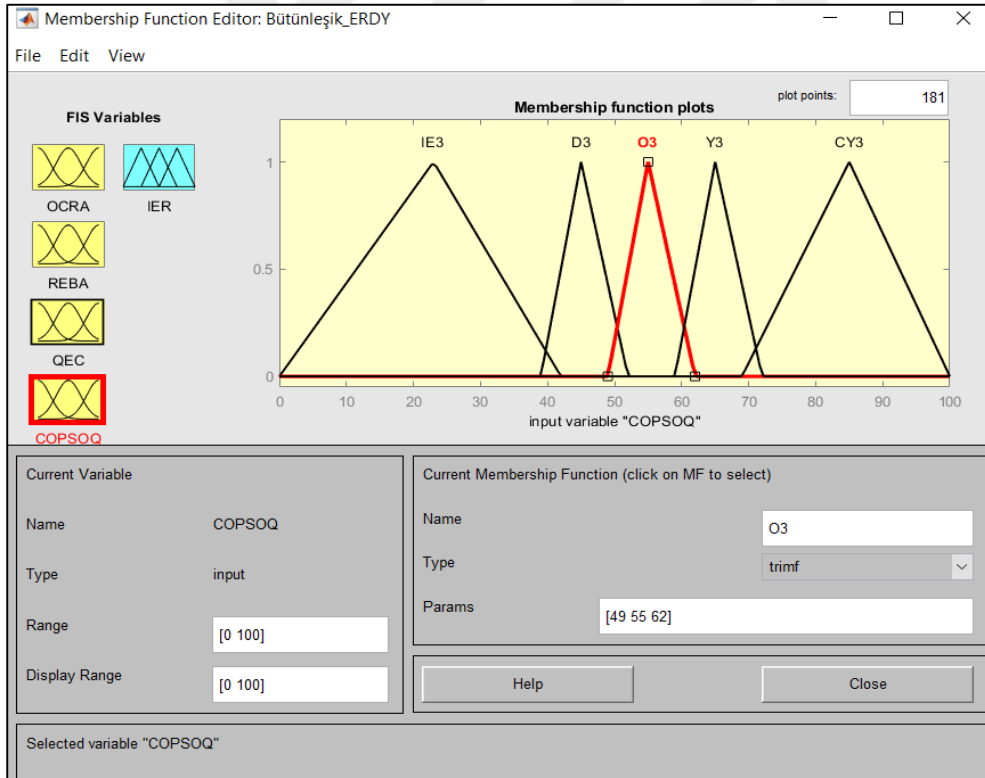 Membership Function Editor: Bütünleşik_ERDY
File Edit View
FIS Variables
OCRA
IER
REBA
QEC
COPSOQ
Membership function plots
plot points:
181
IE3 D3 O3 Y3 CY3
1
0.5
0
0 10 20 30 40 50 60 70 80 90 100
input variable "COPSOQ"
Current Variable
Name COPSOQ
Type input
Range [0 100]
Display Range [0 100]
Current Membership Function (click on MF to select)
Name O3
Type trimf
Params [49 55 62]
Help Close
Selected variable "COPSOQ"